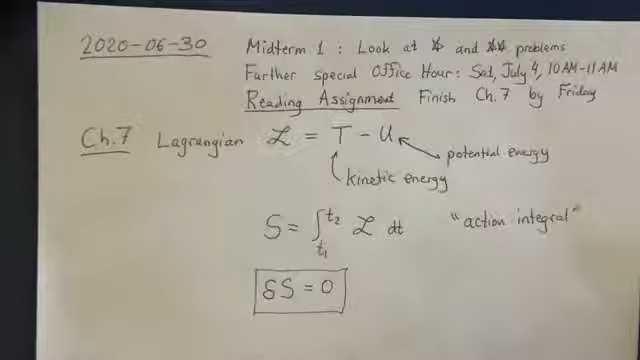 2020-06-30
Midterm 1 : Look at * and ** problems
Further special Office Hour: Sat, July 4, 10AM-11AM
Reading Assignment Finish Ch. 7 by Friday
Ch.7 Lagrangian ℒ = T - U
potential energy
kinetic energy
S = ∫_{t₁}^{t₂} ℒ dt "action integral"
δS = 0